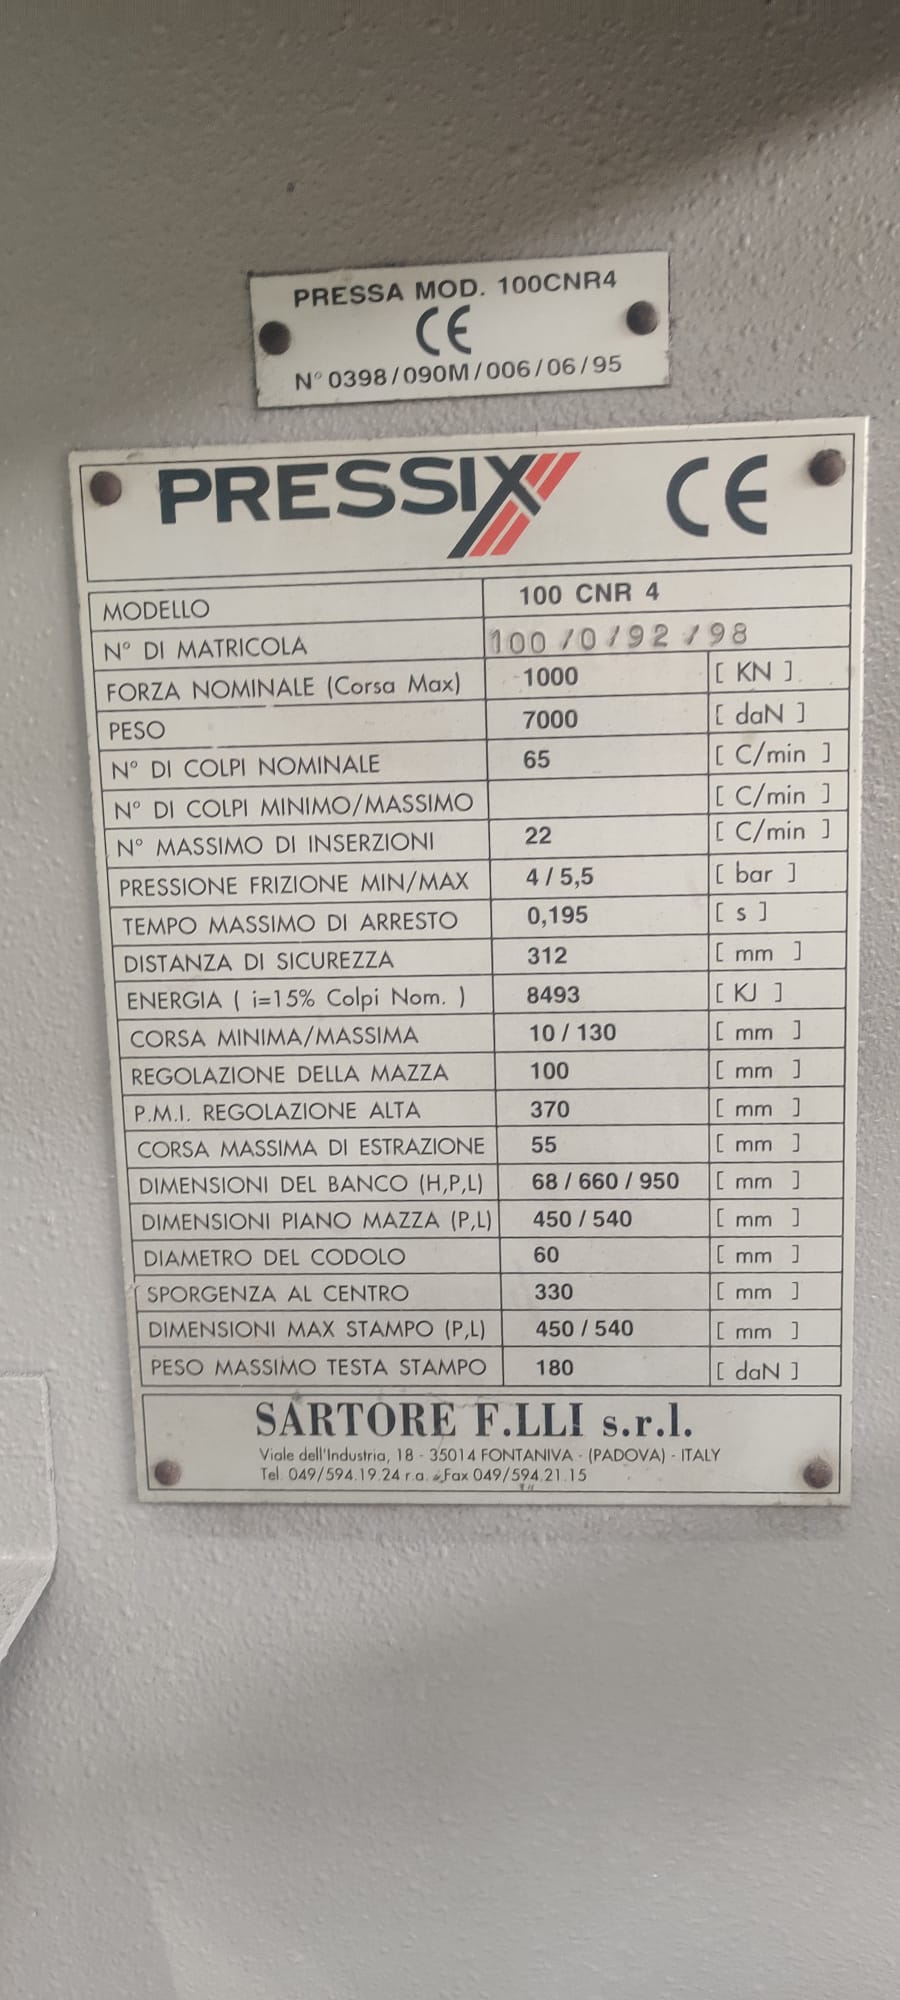 PRESSA MOD. 100CNR4
CE
N° 0398/090M/006/06/95
PRESSIX CE
MODELLO 100 CNR 4
N° DI MATRICOLA 100/0/92/98
FORZA NOMINALE (Corsa Max) 1000 [ KN ]
PESO 7000 [ daN ]
N° DI COLPI NOMINALE 65 [ C/min ]
N° DI COLPI MINIMO/MASSIMO [ C/min ]
N° MASSIMO DI INSERZIONI 22 [ C/min ]
PRESSIONE FRIZIONE MIN/MAX 4 / 5,5 [ bar ]
TEMPO MASSIMO DI ARRESTO 0,195 [ s ]
DISTANZA DI SICUREZZA 312 [ mm ]
ENERGIA ( i=15% Colpi Nom. ) 8493 [ KJ ]
CORSA MINIMA/MASSIMA 10 / 130 [ mm ]
REGOLAZIONE DELLA MAZZA 100 [ mm ]
P.M.I. REGOLAZIONE ALTA 370 [ mm ]
CORSA MASSIMA DI ESTRAZIONE 55 [ mm ]
DIMENSIONI DEL BANCO (H,P,L) 68 / 660 / 950 [ mm ]
DIMENSIONI PIANO MAZZA (P,L) 450 / 540 [ mm ]
DIAMETRO DEL CODOLO 60 [ mm ]
SPORGENZA AL CENTRO 330 [ mm ]
DIMENSIONI MAX STAMPO (P,L) 450 / 540 [ mm ]
PESO MASSIMO TESTA STAMPO 180 [ daN ]
SARTORE F.LLI s.r.l.
Viale dell'Industria, 18 - 35014 FONTANIVA - (PADOVA) - ITALY
Tel. 049/594.19.24 r.a. - Fax 049/594.21.15